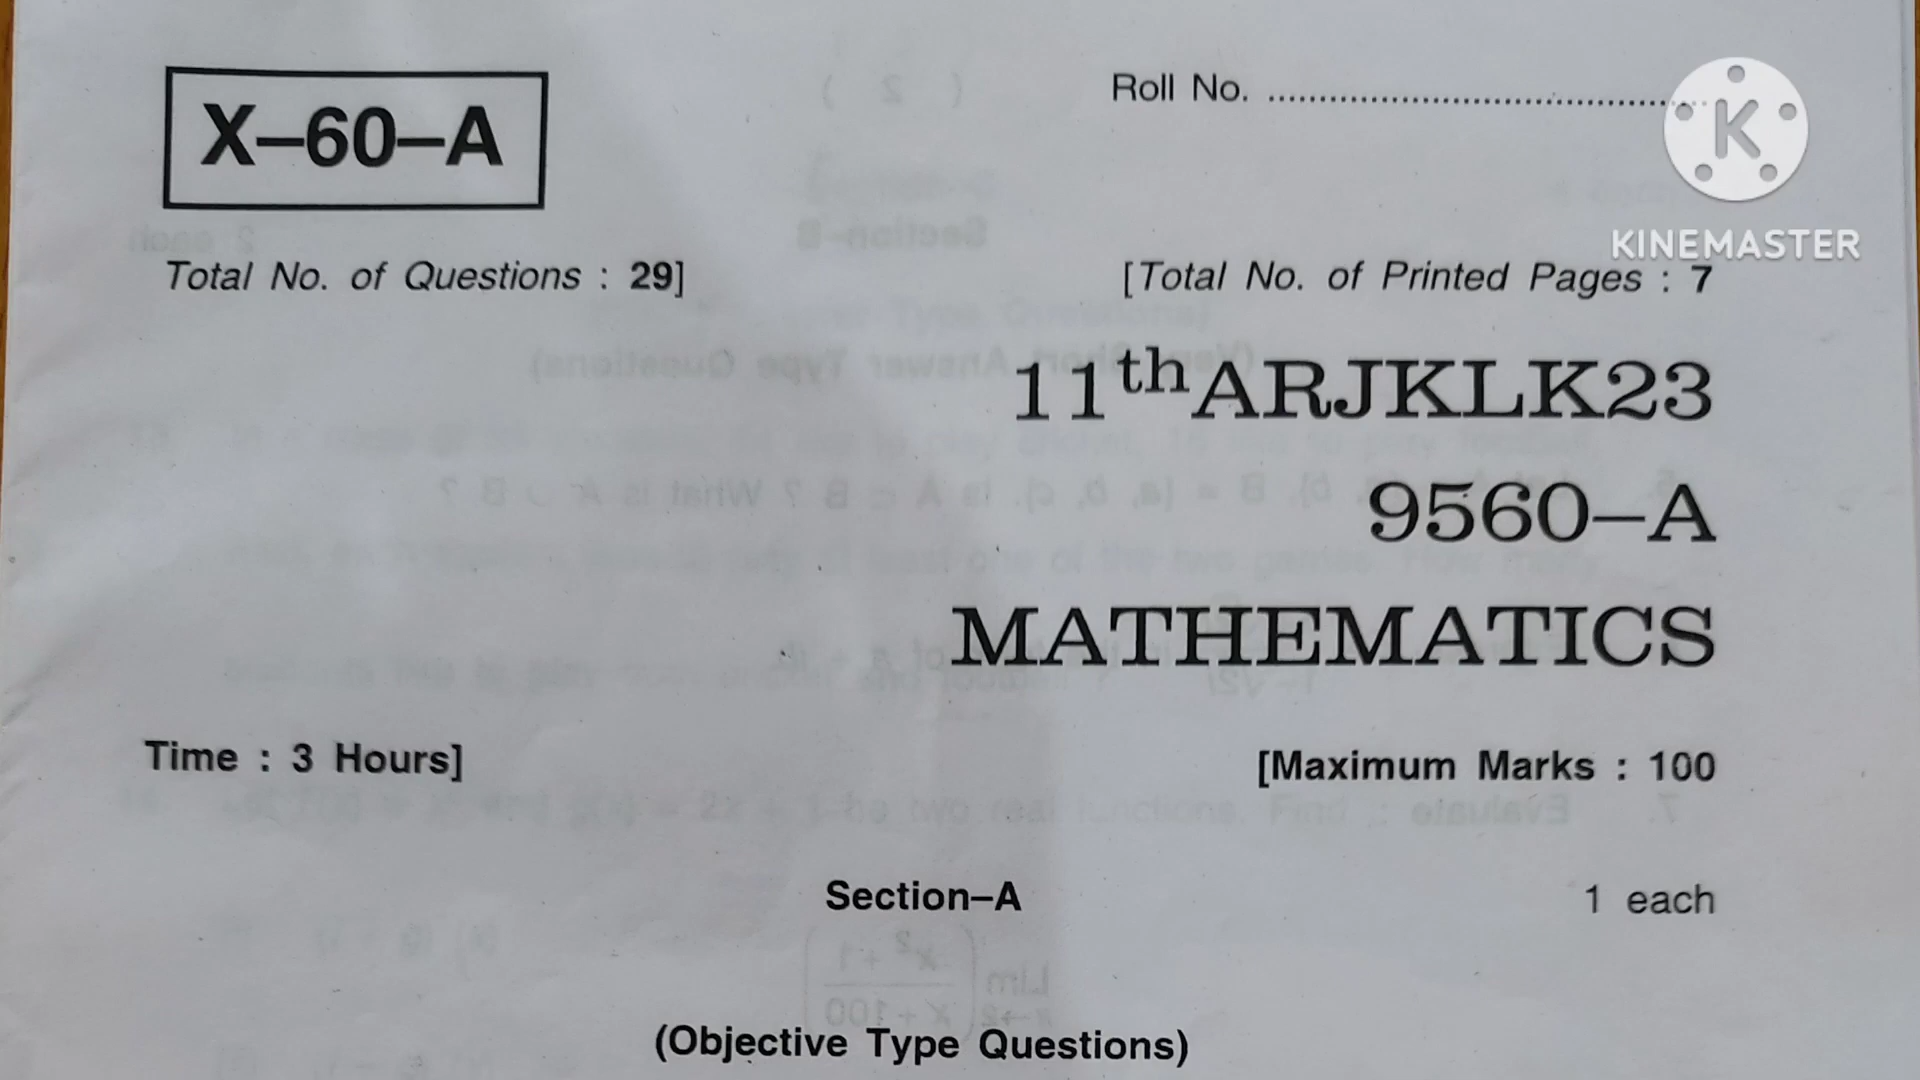 X–60–A
Roll No. ........................................
K
KINEMASTER
Total No. of Questions : 29]
[Total No. of Printed Pages : 7
11thARJKLK23
9560–A
MATHEMATICS
Time : 3 Hours]
[Maximum Marks : 100
Section–A
1 each
(Objective Type Questions)